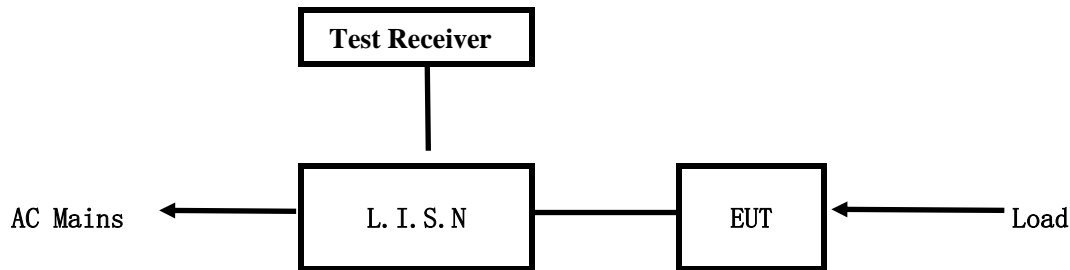 Test Receiver
AC Mains
L.I.S.N
EUT
Load